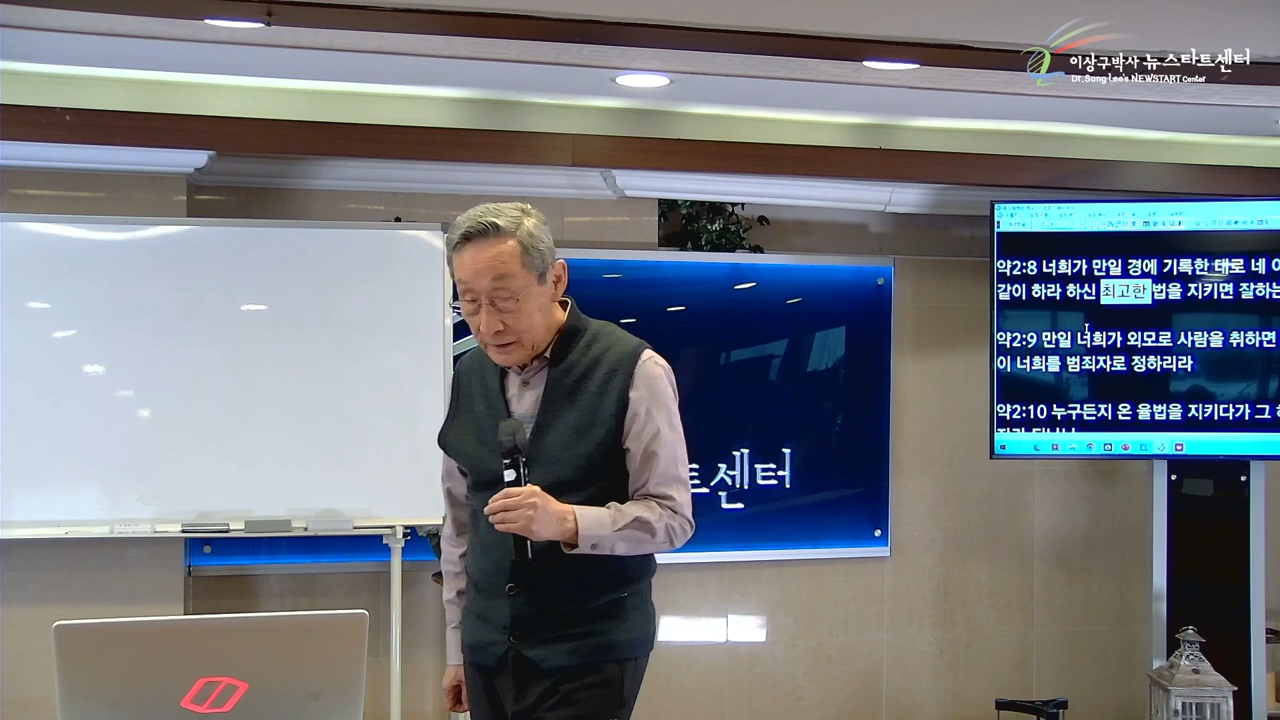 이상구박사 뉴스타트센터
Dr. Sang Lee's NEWSTART Center
약2:8 너희가 만일 경에 기록한 대로 네
같이 하라 하신 최고한 법을 지키면 잘하는
약2:9 만일 너희가 외모로 사람을 취하면
이 너희를 범죄자로 정하리라
약2:10 누구든지 온 율법을 지키다가 그
트센터